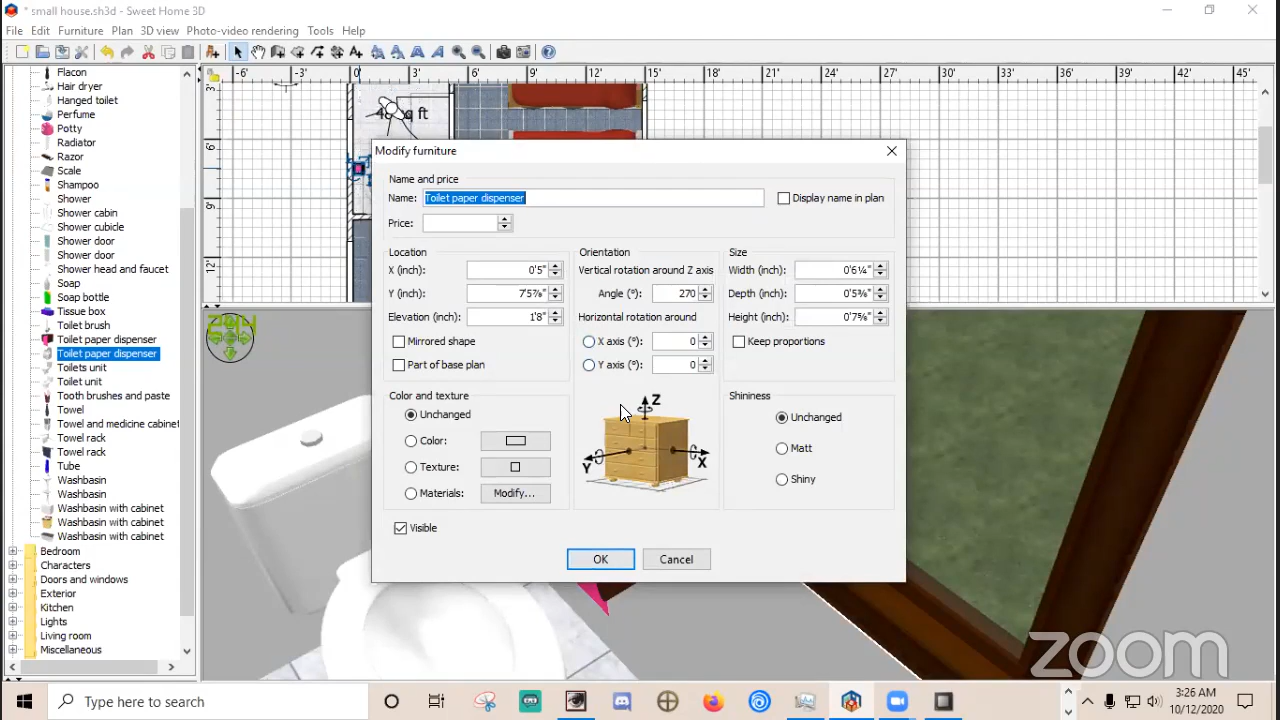 * small house.sh3d - Sweet Home 3D
File Edit Furniture Plan 3D view Photo-video rendering Tools Help
-6' -3' 0' 3' 6' 9' 12' 15' 18' 21' 24' 27' 30' 33' 36' 39' 42' 45'
3'
6'
9'
12'
sq ft
Flacon
Hair dryer
Hanged toilet
Perfume
Potty
Radiator
Razor
Scale
Shampoo
Shower
Shower cabin
Shower cubicle
Shower door
Shower door
Shower head and faucet
Soap
Soap bottle
Tissue box
Toilet brush
Toilet paper dispenser
Toilet paper dispenser
Toilets unit
Toilet unit
Tooth brushes and paste
Towel
Towel and medicine cabinet
Towel rack
Towel rack
Tube
Washbasin
Washbasin
Washbasin with cabinet
Washbasin with cabinet
Washbasin with cabinet
Bedroom
Characters
Doors and windows
Exterior
Kitchen
Lights
Living room
Miscellaneous
Modify furniture
Name and price
Name: Toilet paper dispenser Display name in plan
Price:
Location
X (inch): 0'5"
Y (inch): 7'5⅞"
Elevation (inch): 1'8"
Mirrored shape
Part of base plan
Orientation
Vertical rotation around Z axis
Angle (°): 270
Horizontal rotation around
X axis (°): 0
Y axis (°): 0
Z
Y X
Size
Width (inch): 0'6¼"
Depth (inch): 0'5⅜"
Height (inch): 0'7⅝"
Keep proportions
Color and texture
Unchanged
Color:
Texture:
Materials: Modify...
Shininess
Unchanged
Matt
Shiny
Visible
OK Cancel
zoom
Type here to search
3:26 AM
10/12/2020